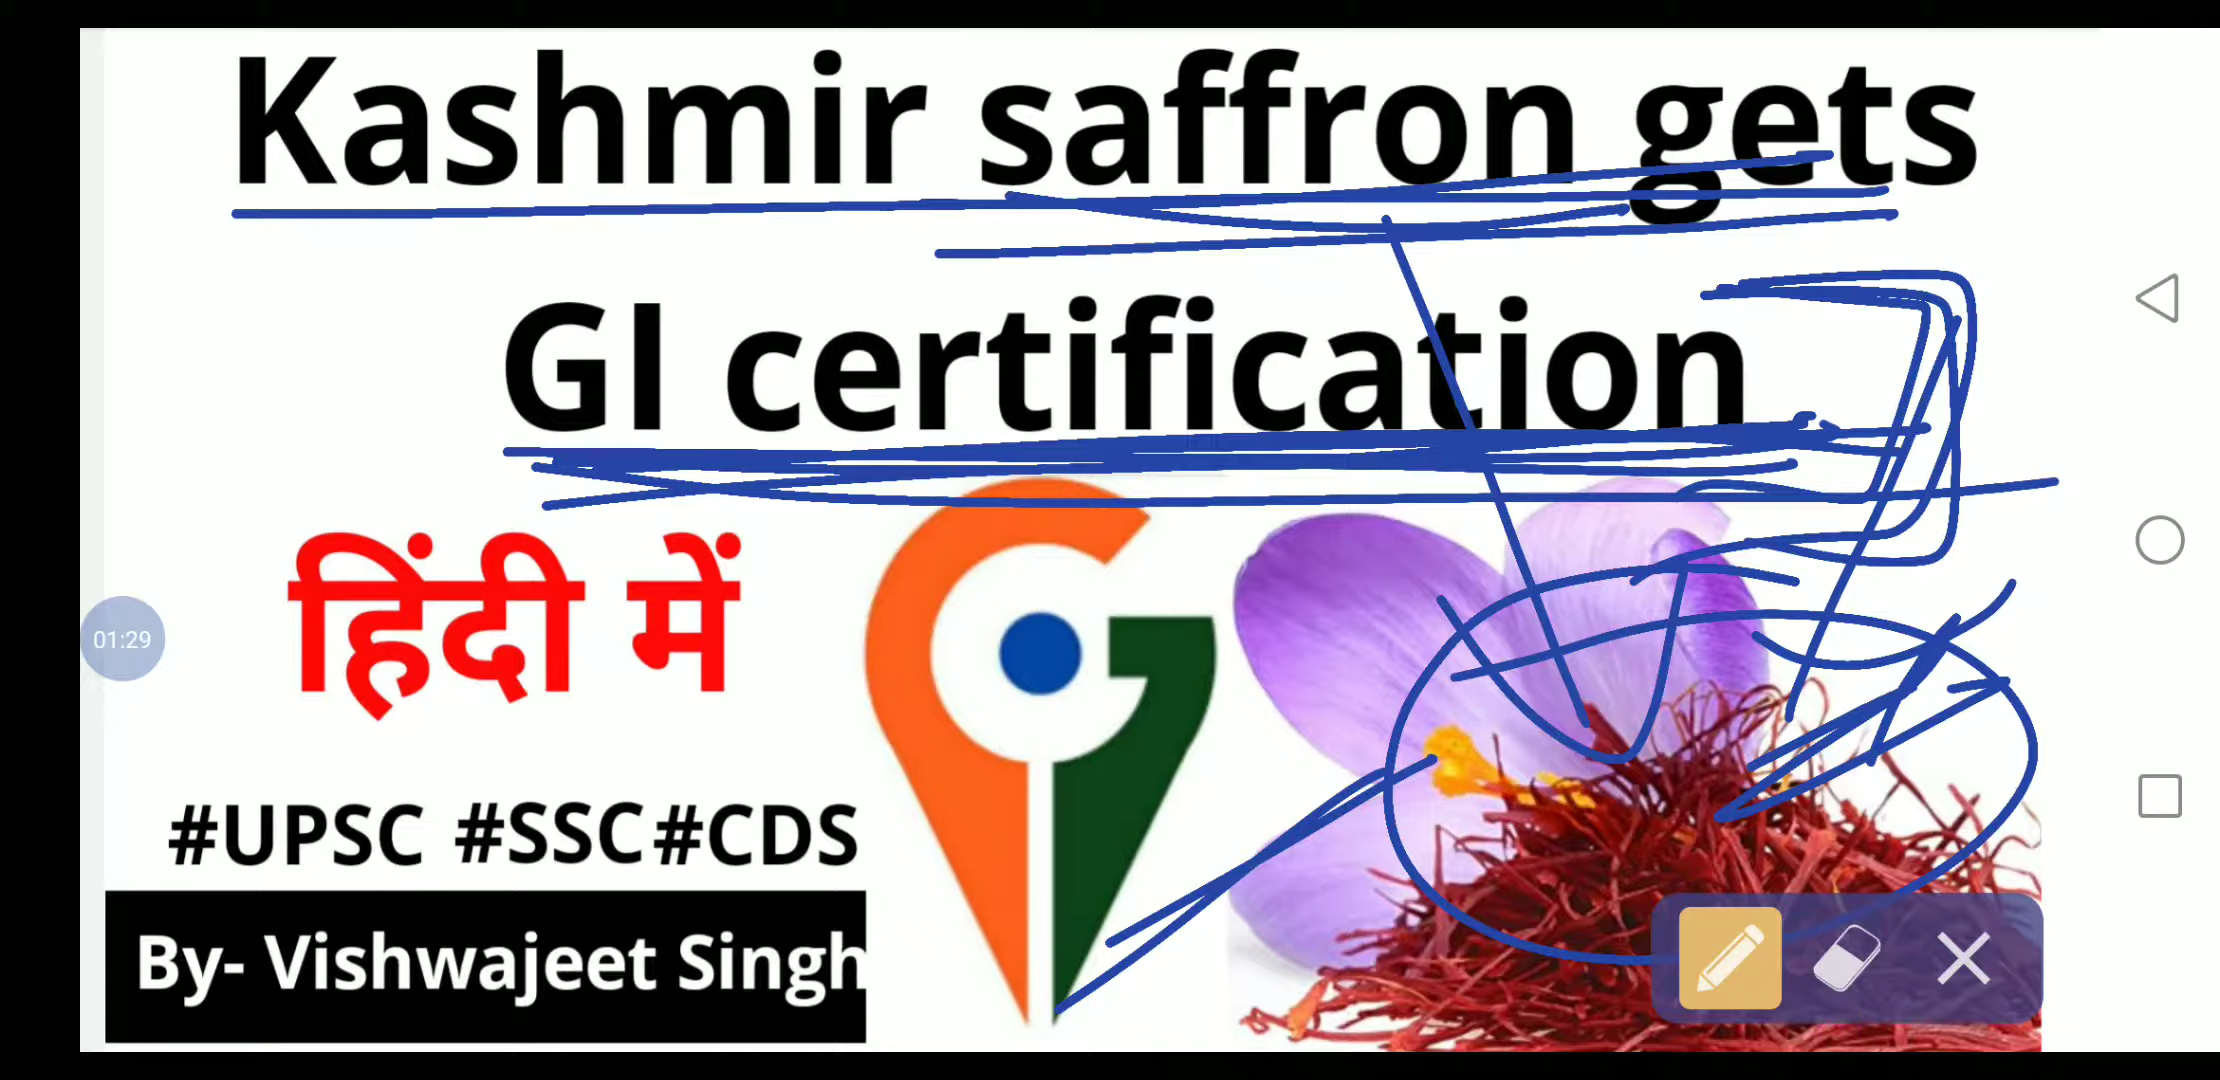 Kashmir saffron gets
GI certification
हिंदी में
01:29
#UPSC #SSC #CDS
By- Vishwajeet Singh